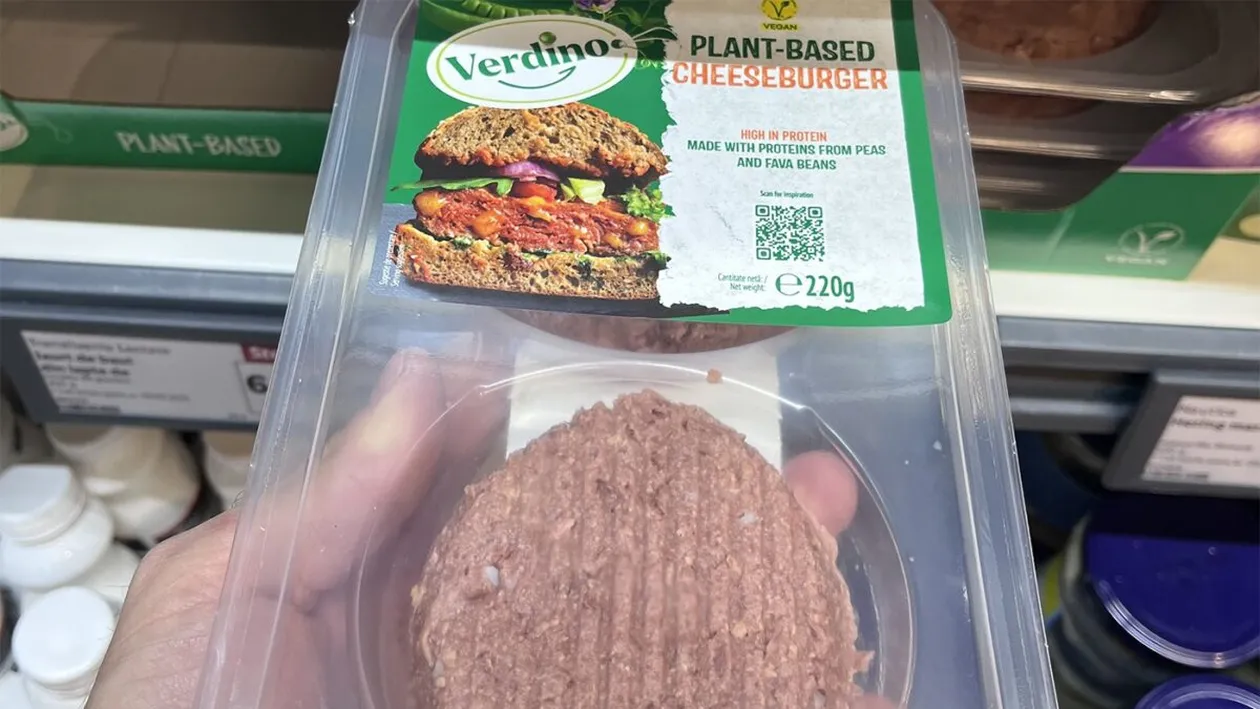 VEGAN
Verdino
PLANT-BASED
CHEESEBURGER
HIGH IN PROTEIN
MADE WITH PROTEINS FROM PEAS
AND FAVA BEANS
Scan for inspiration
Cantitate netă: /
Net weight:
e 220g
PLANT-BASED
VEGAN